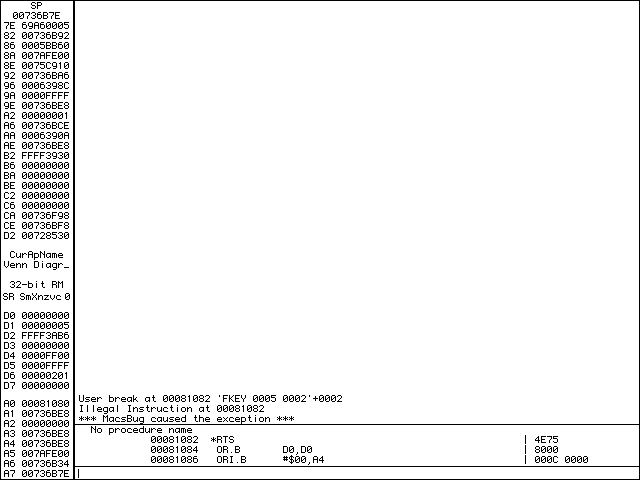 SP
00736B7E
7E 69A60005
82 00736B92
86 0005BB60
8A 007AFE00
8E 0075C910
92 00736BA6
96 0006398C
9A 0000FFFF
9E 00736BE8
A2 00000001
A6 00736BCE
AA 0006390A
AE 00736BE8
B2 FFFF3930
B6 00000000
BA 00000000
BE 00000000
C2 00000000
C6 00000000
CA 00736F98
CE 00736BF8
D2 00728530
CurApName
Venn Diagr_
32-bit RM
SR SmXnzvc 0
D0 00000000
D1 00000005
D2 FFFF3AB6
D3 00000000
D4 0000FF00
D5 0000FFFF
D6 00000201
D7 00000000
A0 00081080
A1 00736BE8
A2 00000000
A3 00736BE8
A4 00736BE8
A5 007AFE00
A6 00736B34
A7 00736B7E
User break at 00081082 'FKEY 0005 0002'+0002
Illegal Instruction at 00081082
*** MacsBug caused the exception ***
No procedure name
00081082 *RTS | 4E75
00081084 OR.B D0,D0 | 8000
00081086 ORI.B #$00,A4 | 000C 0000